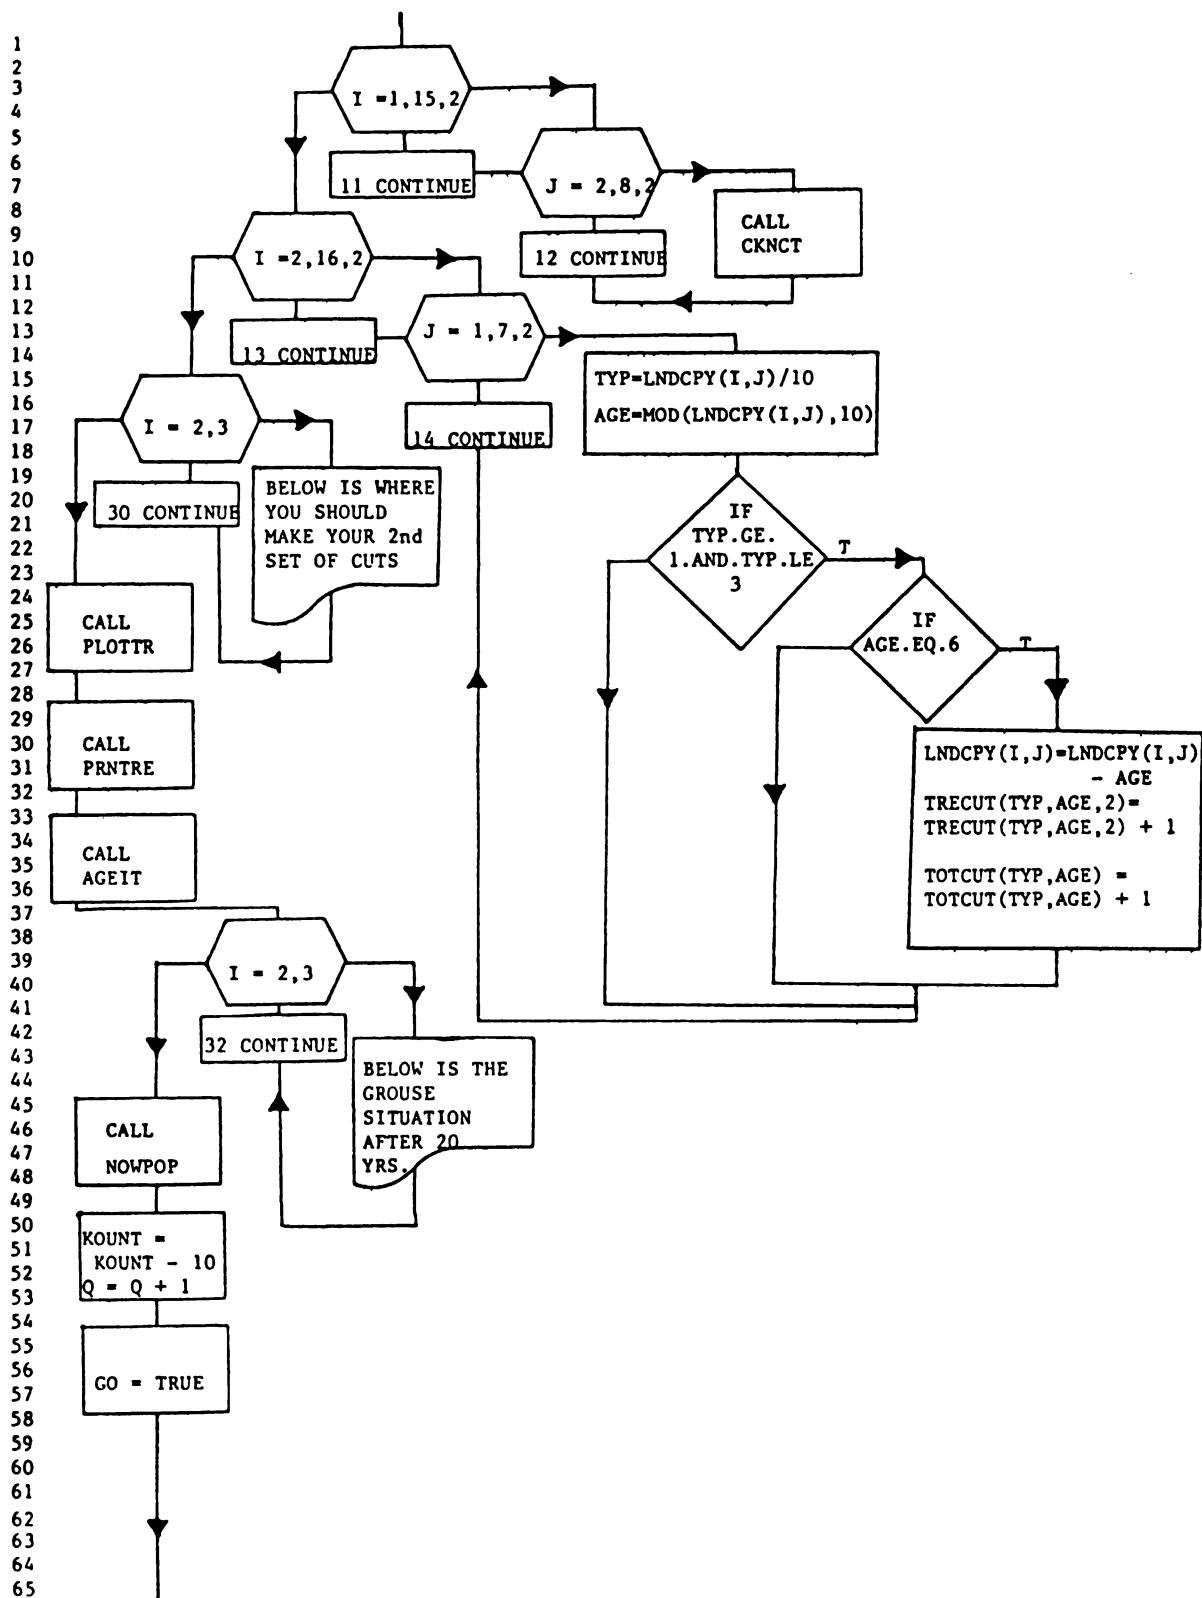 1
2
3
4
5
6
7
8
9
10
11
12
13
14
15
16
17
18
19
20
21
22
23
24
25
26
27
28
29
30
31
32
33
34
35
36
37
38
39
40
41
42
43
44
45
46
47
48
49
50
51
52
53
54
55
56
57
58
59
60
61
62
63
64
65
I =1,15,2
11 CONTINUE
J = 2,8,2
CALL
CKNCT
12 CONTINUE
I =2,16,2
13 CONTINUE
J = 1,7,2
14 CONTINUE
TYP=LNDCPY(I,J)/10
AGE=MOD(LNDCPY(I,J),10)
IF
TYP.GE.
1.AND.TYP.LE
3
T
IF
AGE.EQ.6
T
LNDCPY(I,J)=LNDCPY(I,J)
- AGE
TRECUT(TYP,AGE,2)=
TRECUT(TYP,AGE,2) + 1
TOTCUT(TYP,AGE) =
TOTCUT(TYP,AGE) + 1
I = 2,3
30 CONTINUE
BELOW IS WHERE
YOU SHOULD
MAKE YOUR 2nd
SET OF CUTS
CALL
PLOTTR
CALL
PRNTRE
CALL
AGEIT
I = 2,3
32 CONTINUE
BELOW IS THE
GROUSE
SITUATION
AFTER 20
YRS.
CALL
NOWPOP
KOUNT =
KOUNT - 10
Q = Q + 1
GO = TRUE